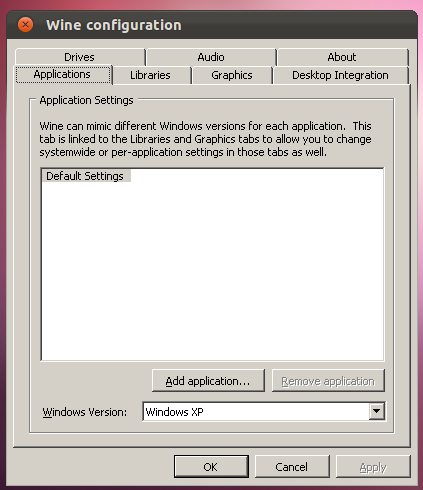 Wine configuration
Drives
Audio
About
Applications
Libraries
Graphics
Desktop Integration
Application Settings
Wine can mimic different Windows versions for each application. This
tab is linked to the Libraries and Graphics tabs to allow you to change
systemwide or per-application settings in those tabs as well.
Default Settings
Add application...
Remove application
Windows Version:
Windows XP
OK
Cancel
Apply